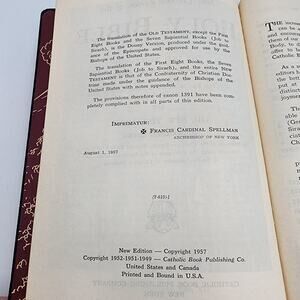 The translation of the OLD TESTAMENT, except the First
Eight Books and the Seven Sapiential Books (Job to
Sirach), is the Douay Version, produced under the guid-
ance of the Episcopate and approved for use by the
Bishops of the United States.
The translation of the First Eight Books, the Seven
Sapiential Books (Job to Sirach), and the entire NEW
TESTAMENT is that of the Confraternity of Christian Doc-
trine made under the guidance of the Bishops of the
United States with notes appended.
The provisions therefore of canon 1391 have been
complied with in all parts of this edition.
IMPRIMATUR:
✠ FRANCIS CARDINAL SPELLMAN
ARCHBISHOP OF NEW YORK
August 1, 1957
New Edition — Copyright 1957
Copyright 1952-1951-1949 — Catholic Book Publishing Co.
United States and Canada
Printed and Bound in U.S.A.